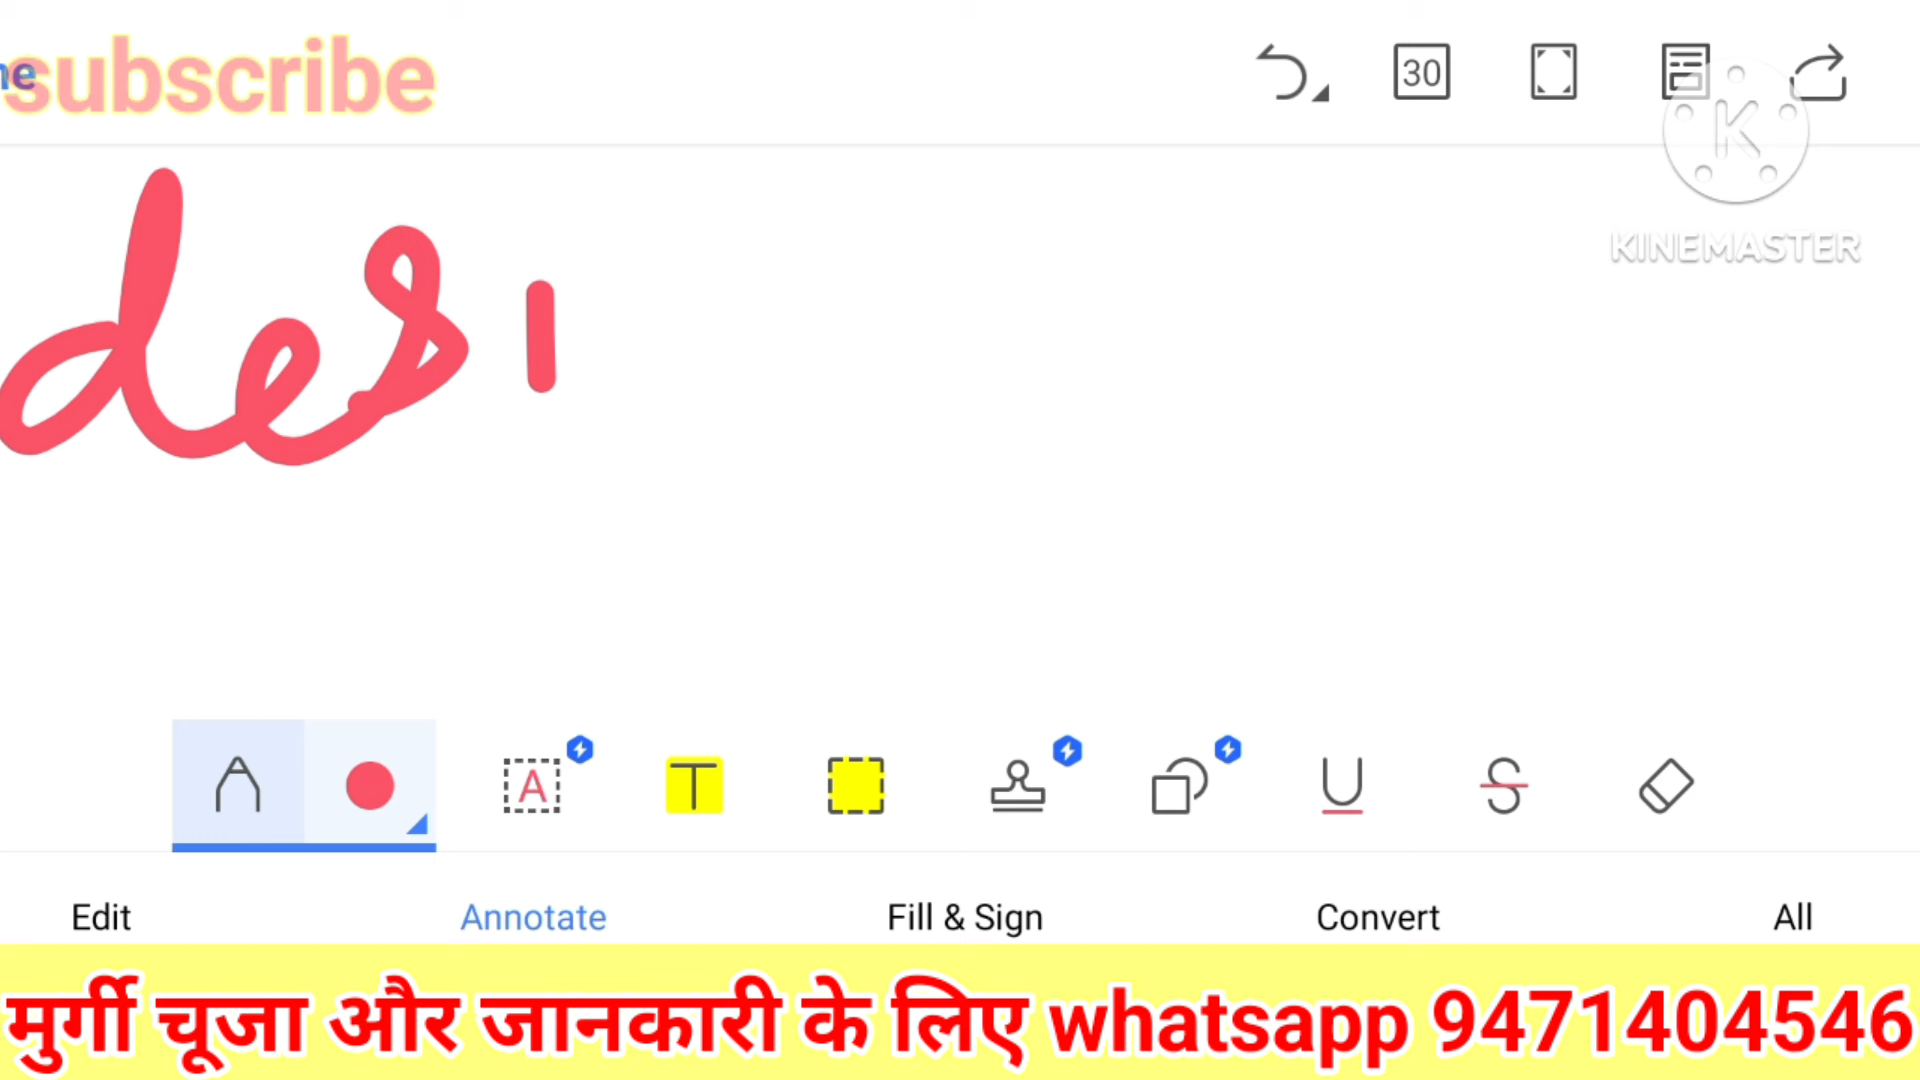 subscribe
30
KINEMASTER
desi
A
T
U
S
Edit Annotate Fill & Sign Convert All
मुर्गी चूजा और जानकारी के लिए whatsapp 9471404546